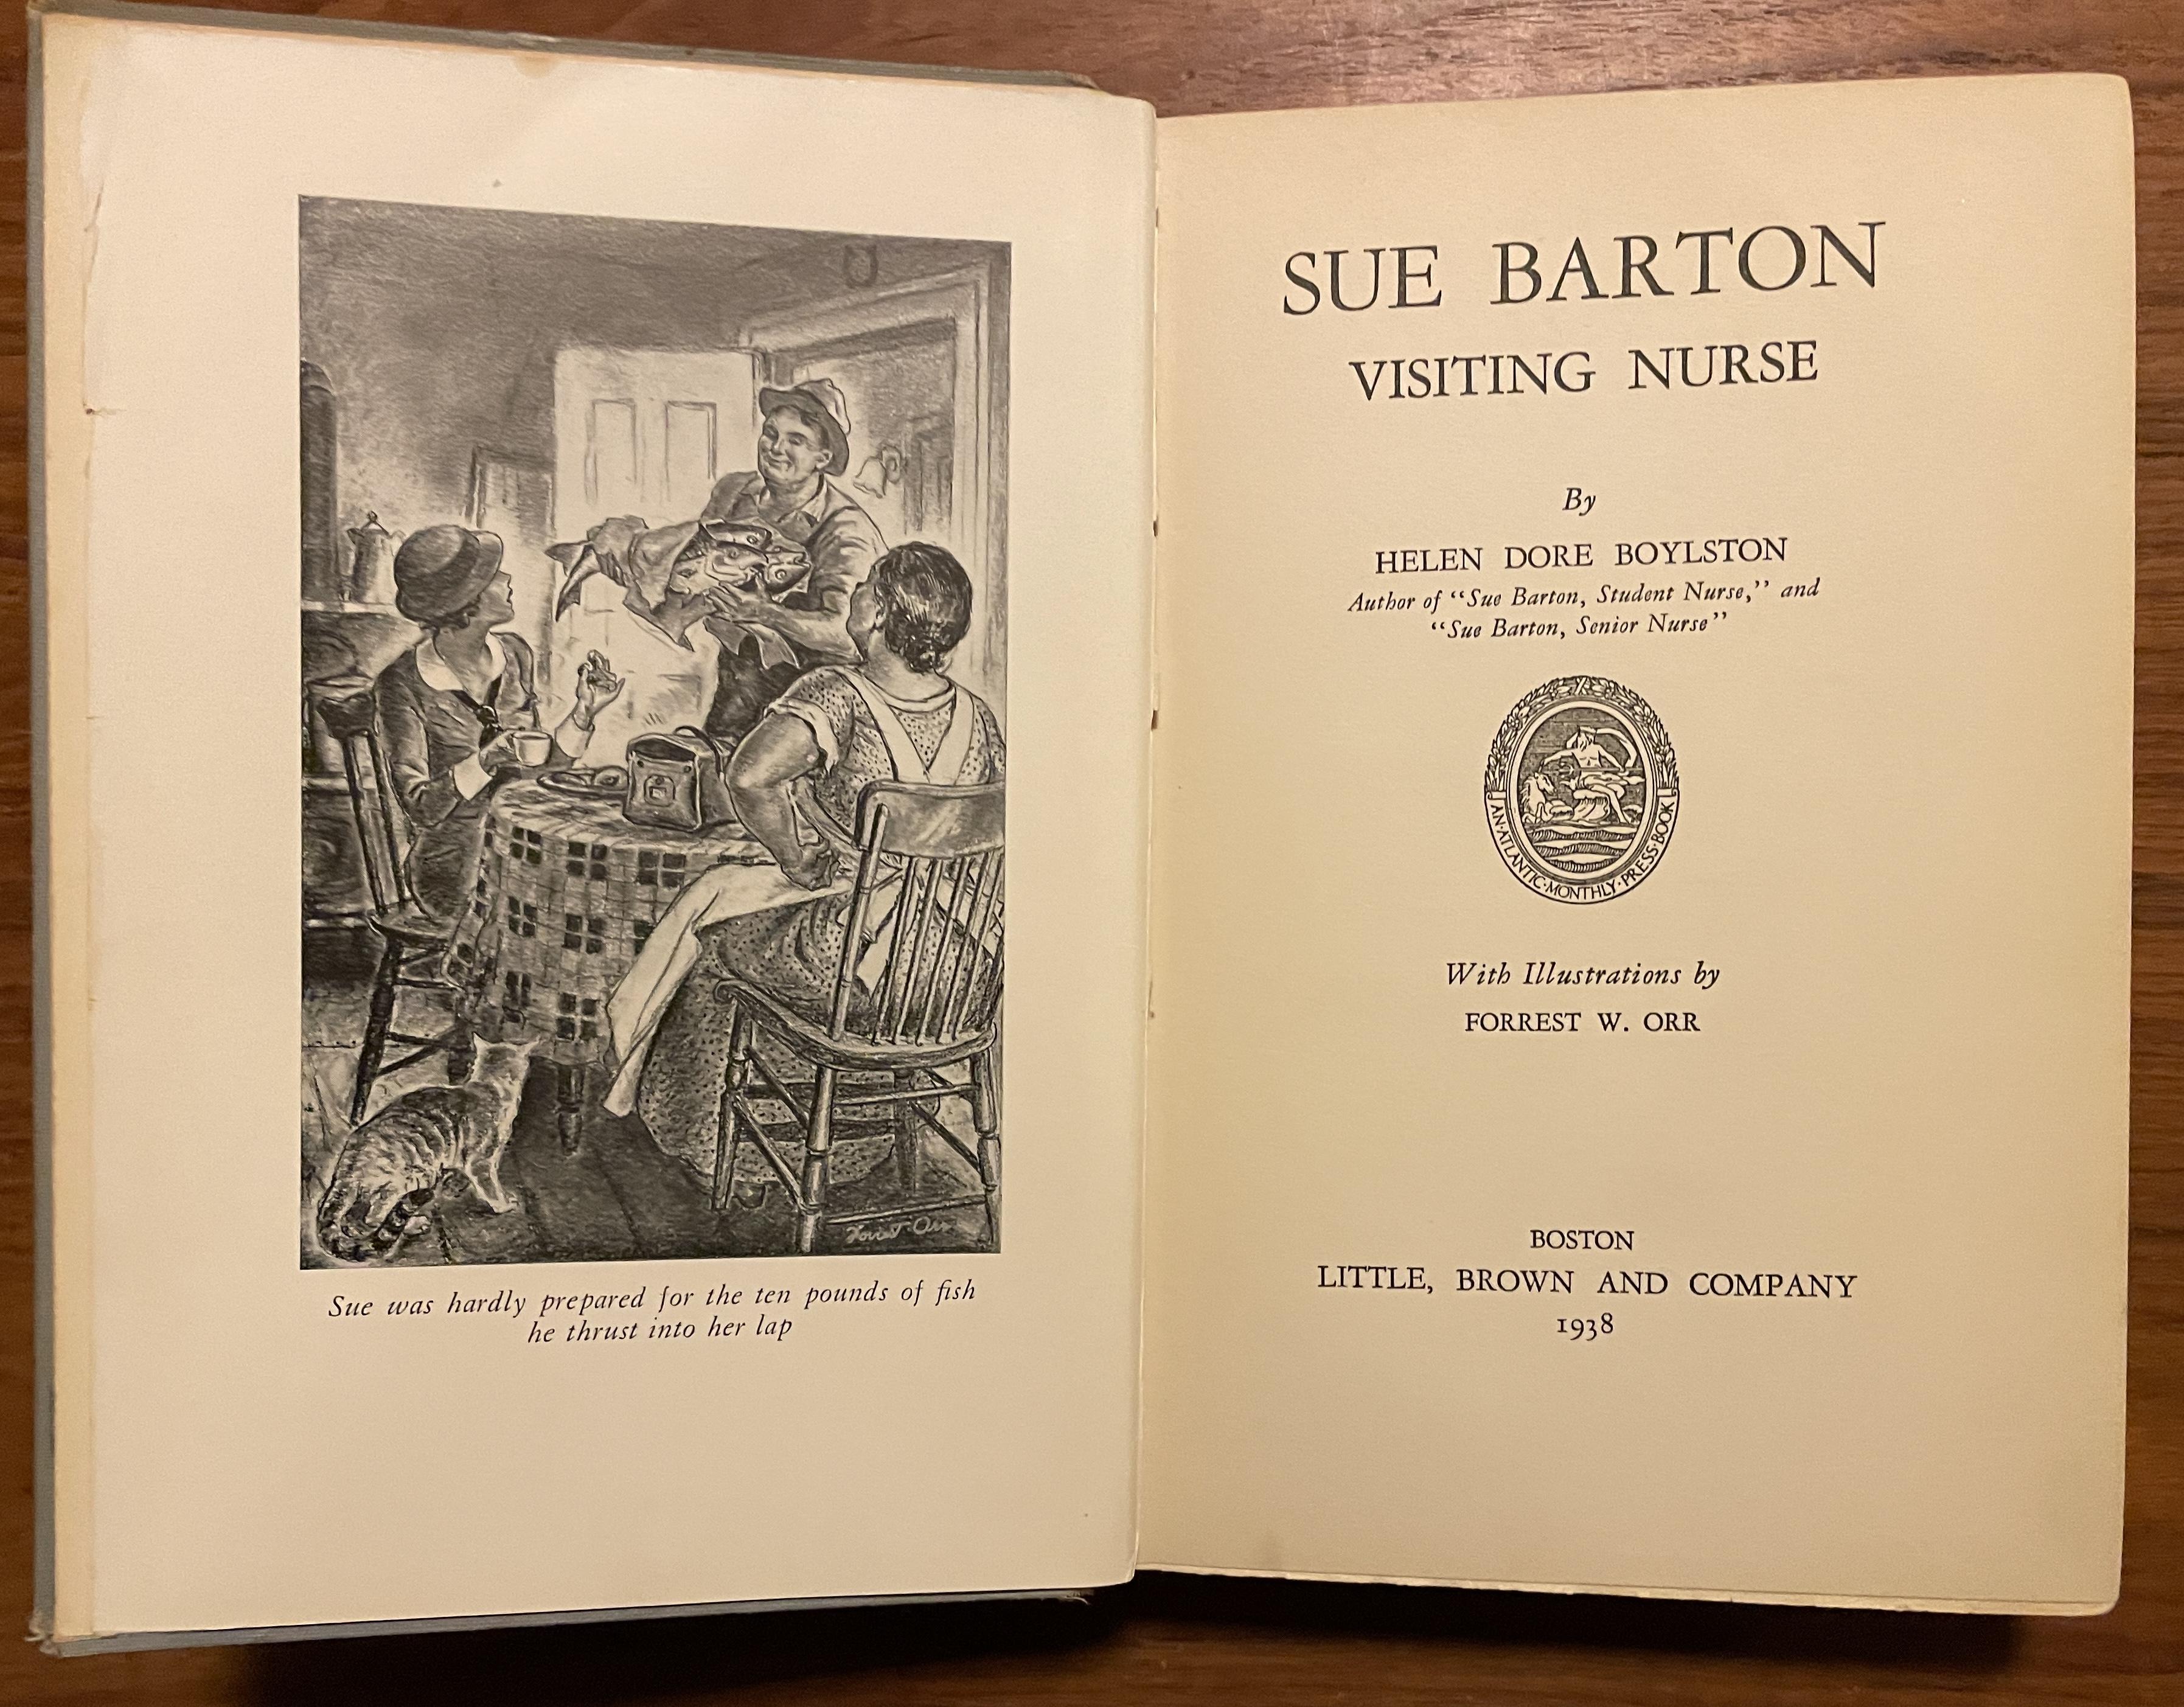 Forrest Orr
Sue was hardly prepared for the ten pounds of fish
he thrust into her lap
SUE BARTON
VISITING NURSE
By
HELEN DORE BOYLSTON
Author of “Sue Barton, Student Nurse,” and
“Sue Barton, Senior Nurse”
AN·ATLANTIC·MONTHLY·PRESS·BOOK
With Illustrations by
FORREST W. ORR
BOSTON
LITTLE, BROWN AND COMPANY
1938